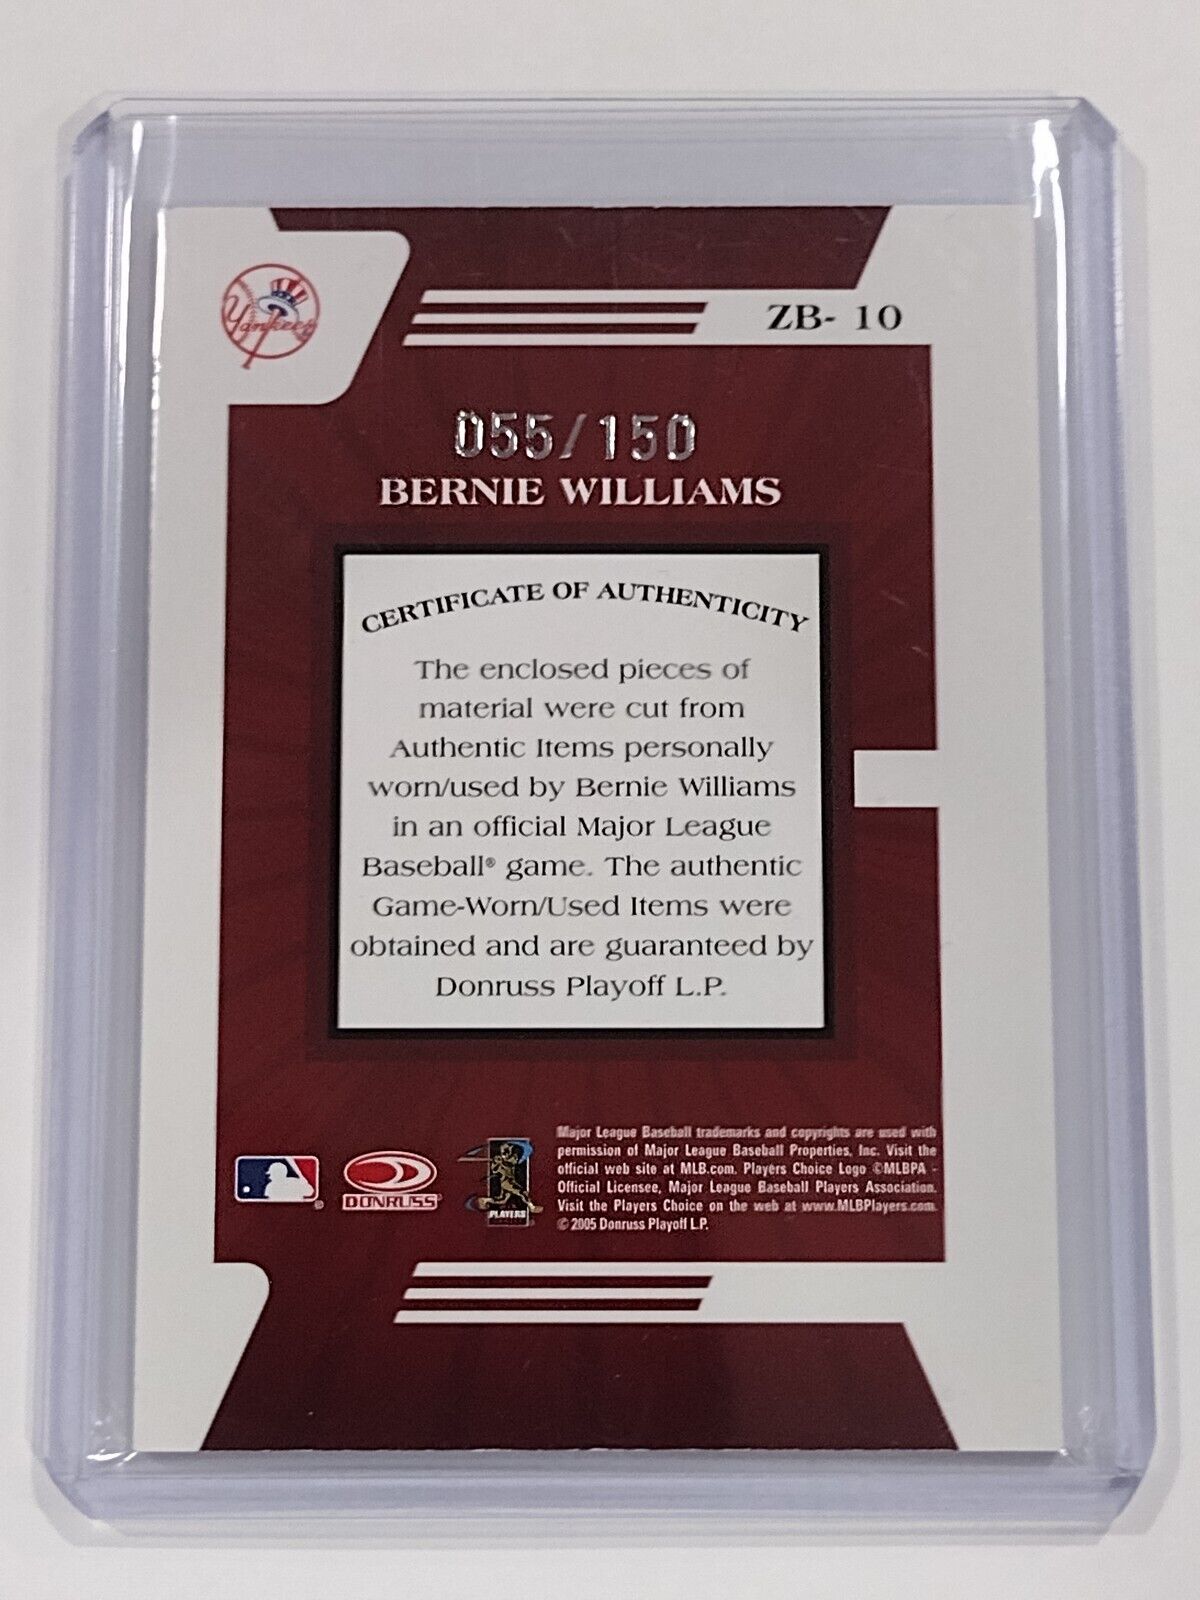 Yankees
ZB- 10
055/150
BERNIE WILLIAMS
CERTIFICATE OF AUTHENTICITY
The enclosed pieces of
material were cut from
Authentic Items personally
worn/used by Bernie Williams
in an official Major League
Baseball® game. The authentic
Game-Worn/Used Items were
obtained and are guaranteed by
Donruss Playoff L.P.
Major League Baseball trademarks and copyrights are used with
permission of Major League Baseball Properties, Inc. Visit the
official web site at MLB.com. Players Choice Logo ©MLBPA -
Official Licensee, Major League Baseball Players Association.
Visit the Players Choice on the web at www.MLBPlayers.com.
© 2005 Donruss Playoff L.P.
®
DONRUSS
PLAYERS